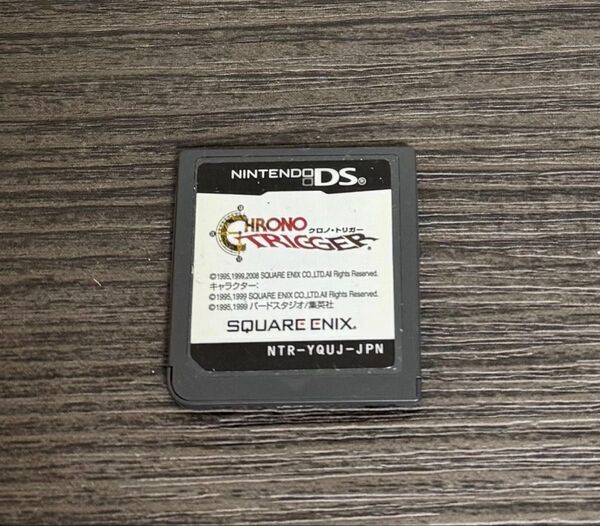 NINTENDO DS®
CHRONO
クロノ・トリガー
TRIGGER
©1995,1999,2008 SQUARE ENIX CO.,LTD.All Rights Reserved.
キャラクター:
©1995,1999 SQUARE ENIX CO.,LTD.All Rights Reserved.
©1995,1999 バードスタジオ/集英社
SQUARE ENIX.
NTR-YQUJ-JPN